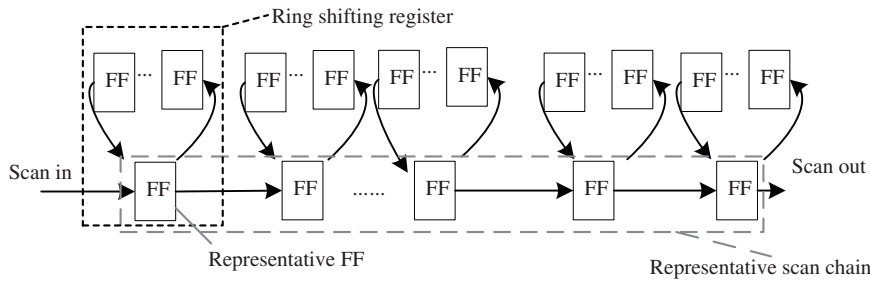 Ring shifting register
FF ... FF FF ... FF FF ... FF FF ... FF FF ... FF
Scan in
Scan out
FF FF ...... FF FF FF
Representative FF
Representative scan chain